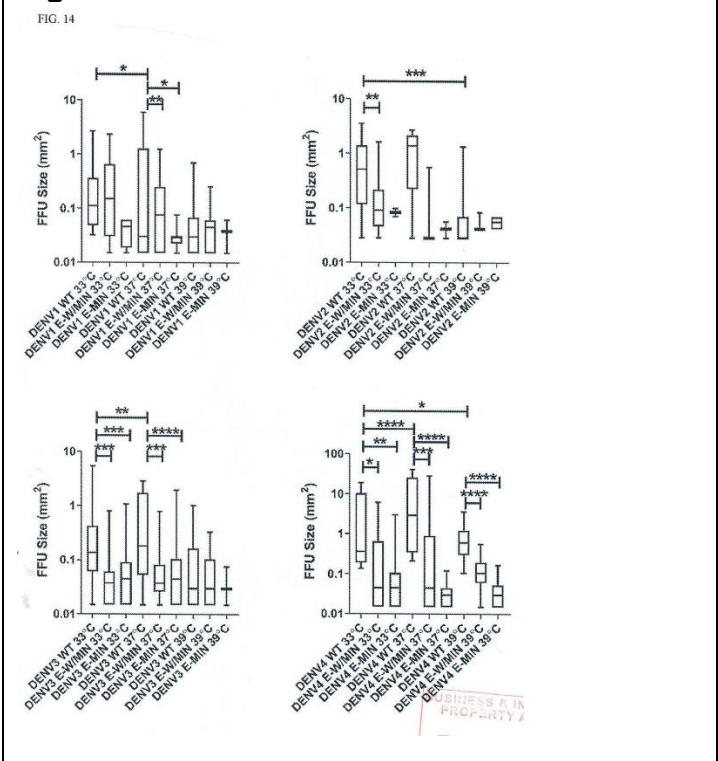 FIG. 14
*
*
**
10
1
0.1
0.01
FFU Size (mm²)
DENV1 WT 33°C
DENV1 E-W/MIN 33°C
DENV1 E-MIN 33°C
DENV1 WT 37°C
DENV1 E-W/MIN 37°C
DENV1 E-MIN 37°C
DENV1 WT 39°C
DENV1 E-W/MIN 39°C
DENV1 E-MIN 39°C
***
**
10
1
0.1
0.01
FFU Size (mm²)
DENV2 WT 33°C
DENV2 E-W/MIN 33°C
DENV2 E-MIN 33°C
DENV2 WT 37°C
DENV2 E-W/MIN 37°C
DENV2 E-MIN 37°C
DENV2 WT 39°C
DENV2 E-W/MIN 39°C
DENV2 E-MIN 39°C
**
*** ****
*** ***
10
1
0.1
0.01
FFU Size (mm²)
DENV3 WT 33°C
DENV3 E-W/MIN 33°C
DENV3 E-MIN 33°C
DENV3 WT 37°C
DENV3 E-W/MIN 37°C
DENV3 E-MIN 37°C
DENV3 WT 39°C
DENV3 E-W/MIN 39°C
DENV3 E-MIN 39°C
*
****
** ****
* *** ****
****
100
10
1
0.1
0.01
FFU Size (mm²)
DENV4 WT 33°C
DENV4 E-W/MIN 33°C
DENV4 E-MIN 33°C
DENV4 WT 37°C
DENV4 E-W/MIN 37°C
DENV4 E-MIN 37°C
DENV4 WT 39°C
DENV4 E-W/MIN 39°C
DENV4 E-MIN 39°C
BUSINESS & IN
PROPERTY A